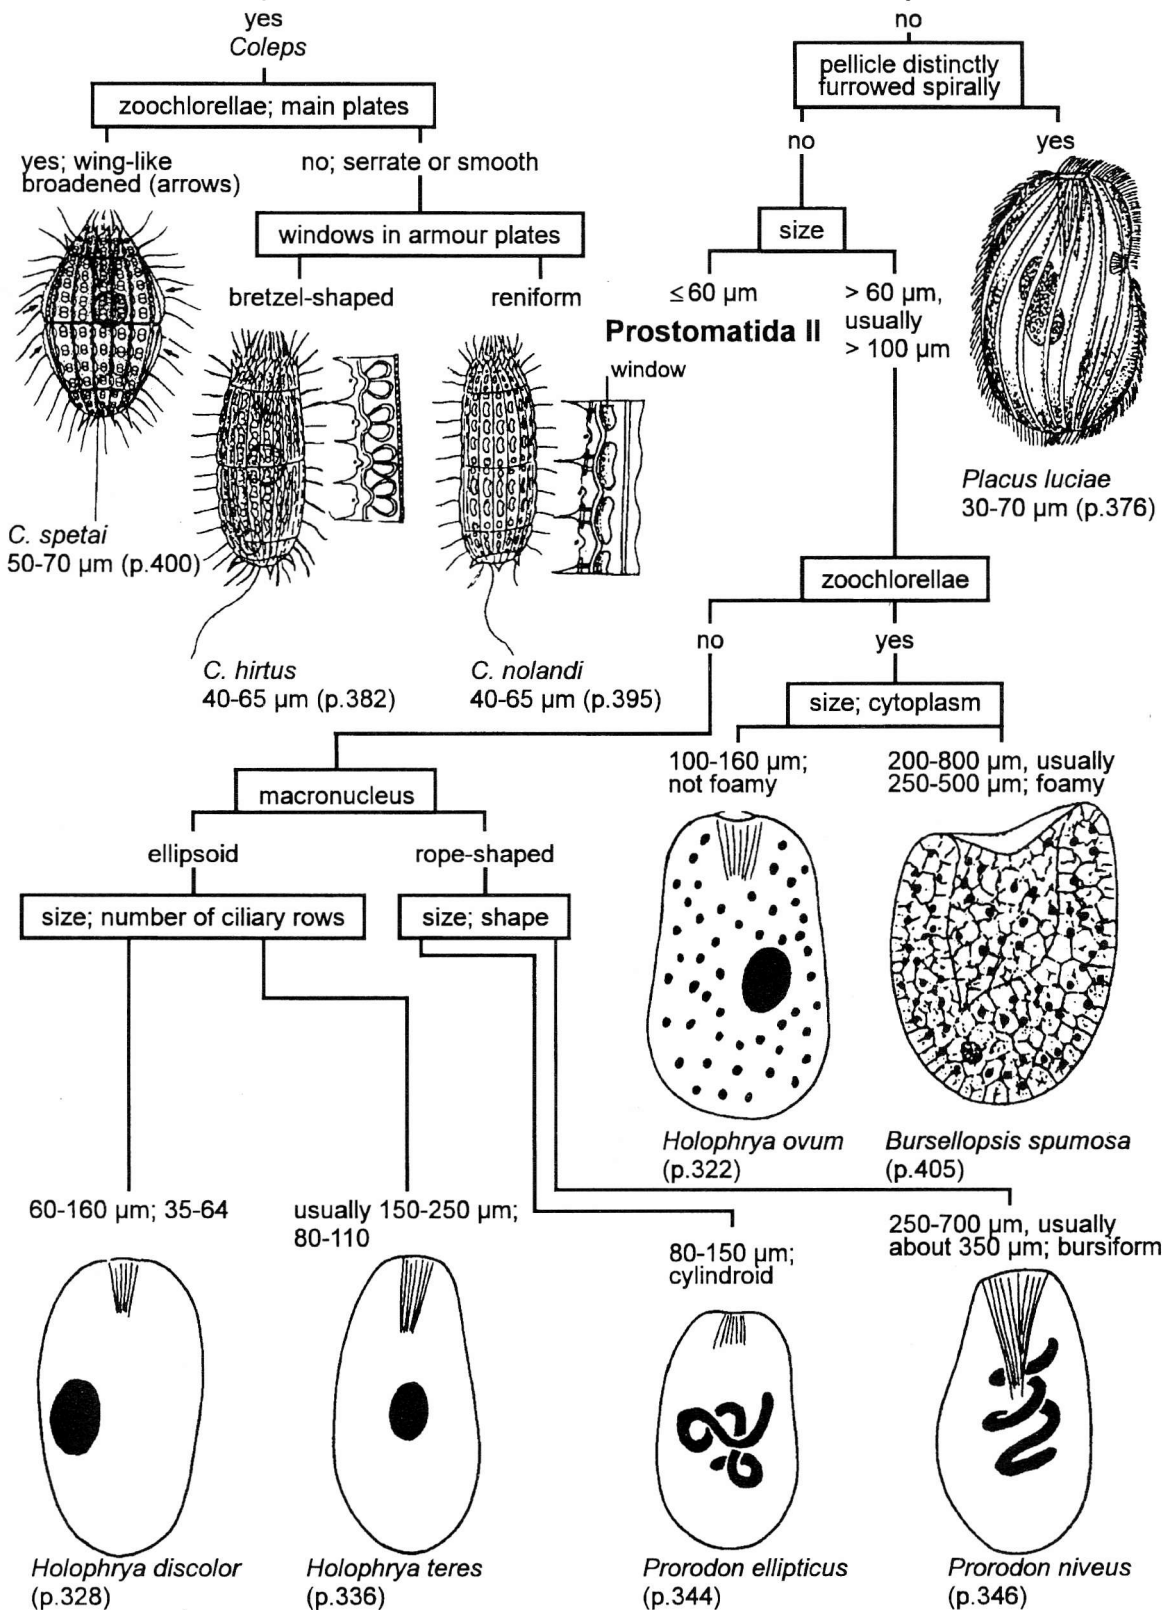 yes
Coleps
zoochlorellae; main plates
yes; wing-like
broadened (arrows)
no; serrate or smooth
windows in armour plates
bretzel-shaped
reniform
window
C. spetai
50-70 µm (p.400)
C. hirtus
40-65 µm (p.382)
C. nolandi
40-65 µm (p.395)
no
pellicle distinctly
furrowed spirally
no
yes
size
≤ 60 µm
Prostomatida II
> 60 µm,
usually
> 100 µm
Placus luciae
30-70 µm (p.376)
zoochlorellae
no
yes
size; cytoplasm
100-160 µm;
not foamy
200-800 µm, usually
250-500 µm; foamy
Holophrya ovum
(p.322)
Bursellopsis spumosa
(p.405)
macronucleus
ellipsoid
rope-shaped
size; number of ciliary rows
size; shape
60-160 µm; 35-64
usually 150-250 µm;
80-110
80-150 µm;
cylindroid
250-700 µm, usually
about 350 µm; bursiform
Holophrya discolor
(p.328)
Holophrya teres
(p.336)
Prorodon ellipticus
(p.344)
Prorodon niveus
(p.346)